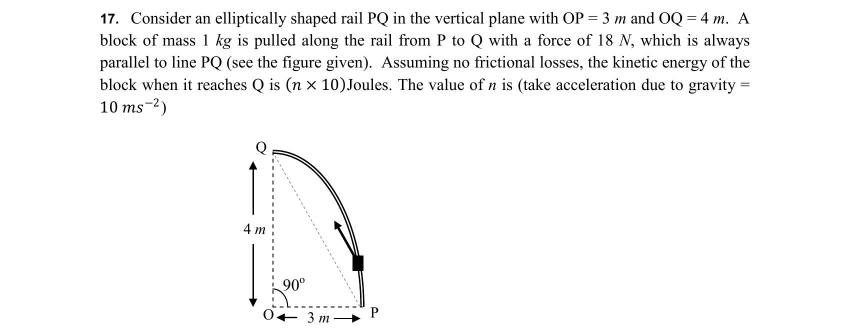 17. Consider an elliptically shaped rail PQ in the vertical plane with OP = 3 m and OQ = 4 m. A
block of mass 1 kg is pulled along the rail from P to Q with a force of 18 N, which is always
parallel to line PQ (see the figure given). Assuming no frictional losses, the kinetic energy of the
block when it reaches Q is (n × 10)Joules. The value of n is (take acceleration due to gravity =
10 ms⁻²)
Q
4 m
90°
O
3 m
P